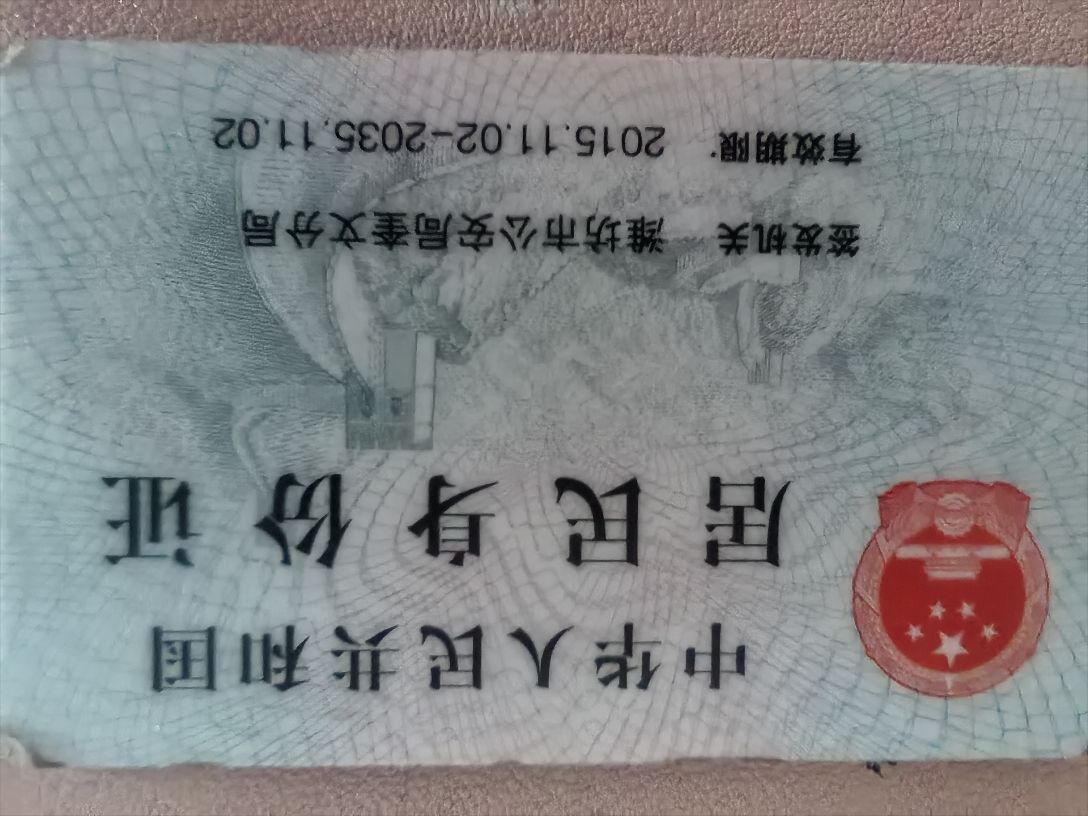 中华人民共和国
居民身份证
签发机关 潍坊市公安局奎文分局
有效期限 2015.11.02-2035.11.02